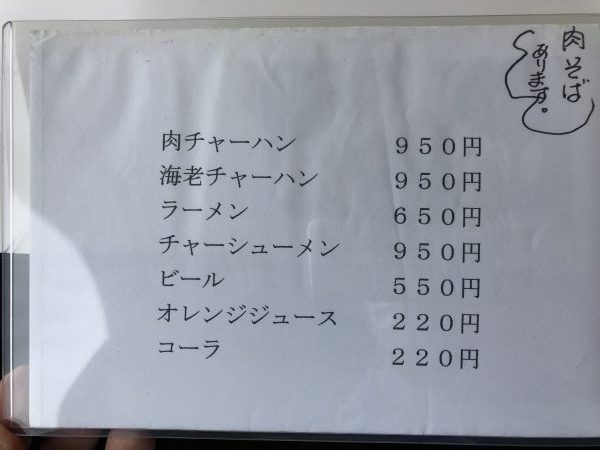 肉そば
あります。
肉チャーハン ９５０円
海老チャーハン ９５０円
ラーメン ６５０円
チャーシューメン ９５０円
ビール ５５０円
オレンジジュース ２２０円
コーラ ２２０円